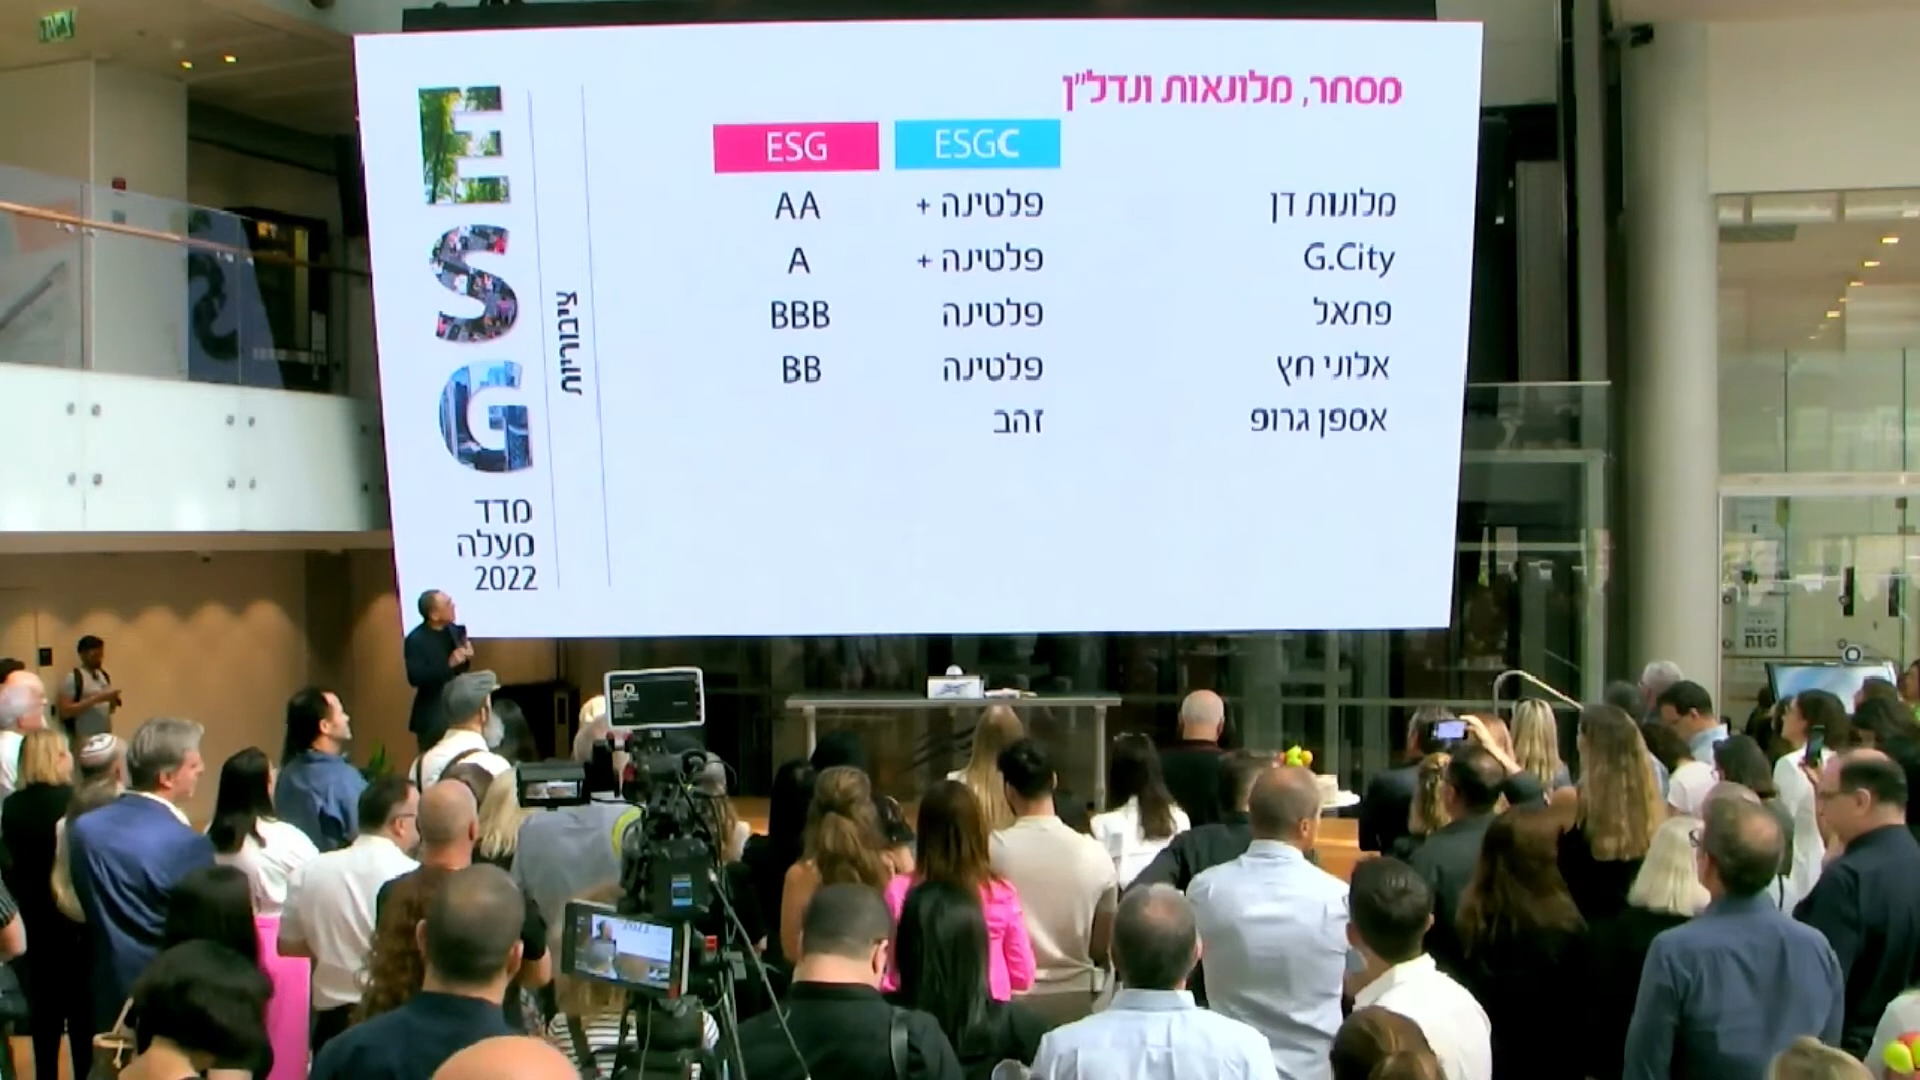 מסחר, מלונאות ונדל"ן
ESGC ESG
מלונות דן פלטינה + AA
G.City פלטינה + A
פתאל פלטינה BBB
אלוני חץ פלטינה BB
אספן גרופ זהב
ESG
מדד
מעלה
2022